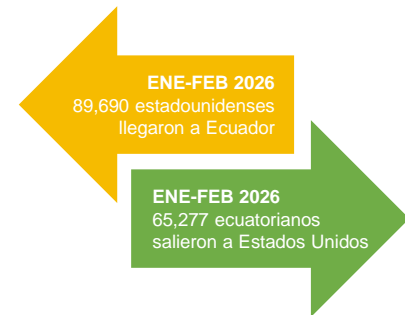 ENE-FEB 2026
89,690 estadounidenses
llegaron a Ecuador
ENE-FEB 2026
65,277 ecuatorianos
salieron a Estados Unidos